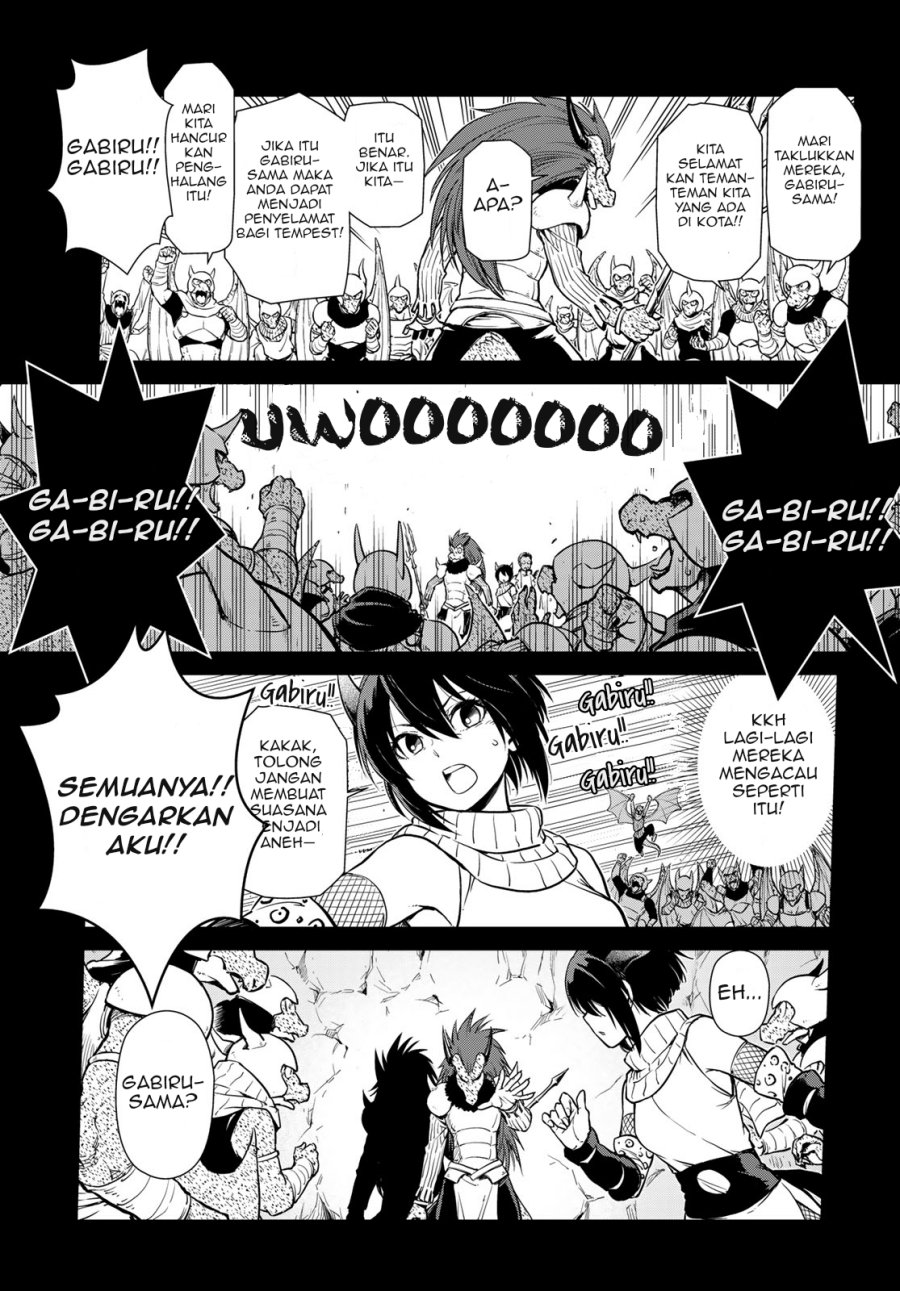 MARI
TAKLUKKAN
MEREKA,
GABIRU-
SAMA!
KITA
SELAMAT
KAN TEMAN-
TEMAN KITA
YANG ADA
DI KOTA!!
A-
APA?
ITU
BENAR,
JIKA ITU
KITA—
JIKA ITU
GABIRU-
SAMA MAKA
ANDA DAPAT
MENJADI
PENYELAMAT
BAGI TEMPEST!
MARI
KITA
HANCUR
KAN
PENG-
HALANG
ITU!
GABIRU!!
GABIRU!!
UWOOOOOOO
GA-BI-RU!!
GA-BI-RU!!
GA-BI-RU!!
GA-BI-RU!!
KKH
LAGI-LAGI
MEREKA
MENGACAU
SEPERTI
ITU!
Gabiru!!
Gabiru!!
Gabiru!!
Gabiru!!
KAKAK,
TOLONG
JANGAN
MEMBUAT
SUASANA
MENJADI
ANEH—
SEMUANYA!!
DENGARKAN
AKU!!
EH...
GABIRU-
SAMA?